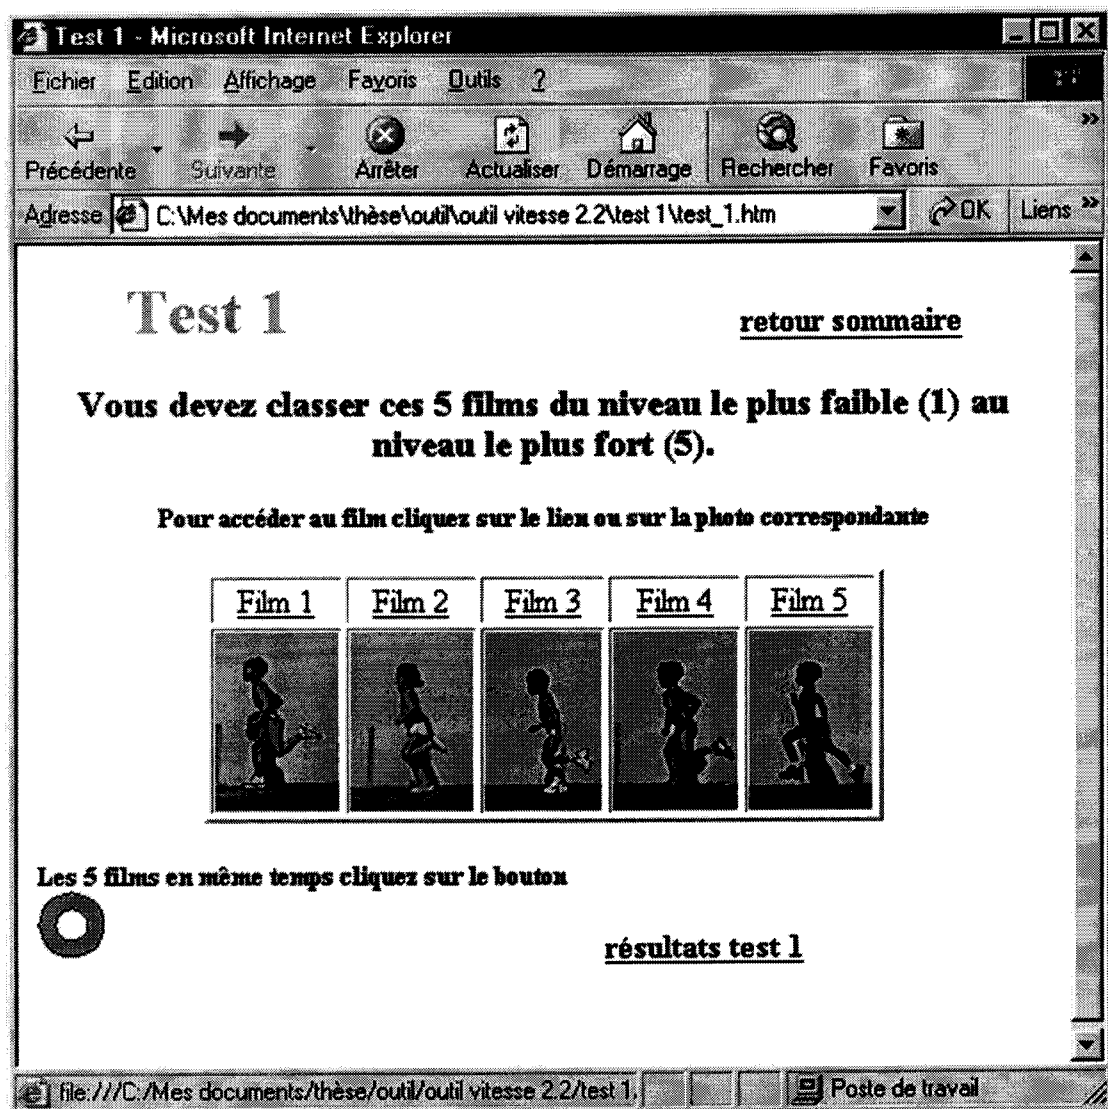 Test 1 - Microsoft Internet Explorer
Fichier Edition Affichage Favoris Outils ?
Précédente Suivante Arrêter Actualiser Démarrage Rechercher Favoris »
Adresse C:\Mes documents\thèse\outil\outil vitesse 2.2\test 1\test_1.htm OK Liens »
Test 1
retour sommaire
Vous devez classer ces 5 films du niveau le plus faible (1) au
niveau le plus fort (5).
Pour accéder au film cliquez sur le lien ou sur la photo correspondante
Film 1 Film 2 Film 3 Film 4 Film 5
Les 5 films en même temps cliquez sur le bouton
résultats test 1
file:///C:/Mes documents/thèse/outil/outil vitesse 2.2/test 1. Poste de travail